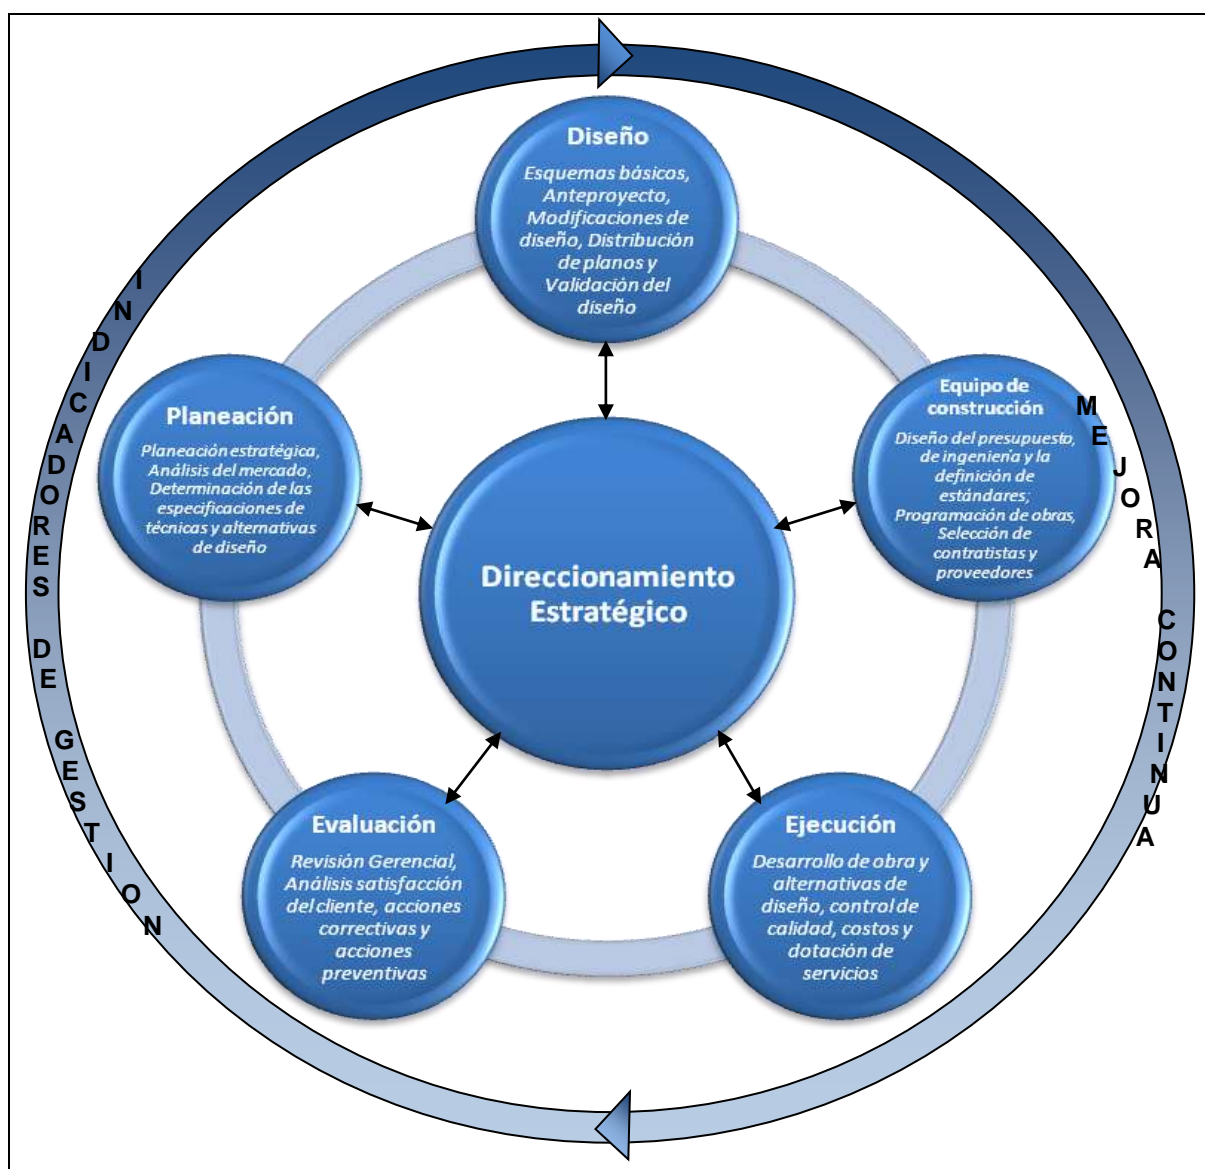 Diseño
Esquemas básicos,
Anteproyecto,
Modificaciones de
diseño, Distribución
de planos y
Validación del
diseño
Equipo de
construcción
Diseño del presupuesto,
de ingeniería y la
definición de
estándares;
Programación de obras,
Selección de
contratistas y
proveedores
Ejecución
Desarrollo de obra y
alternativas de
diseño, control de
calidad, costos y
dotación de
servicios
Evaluación
Revisión Gerencial,
Análisis satisfacción
del cliente, acciones
correctivas y
acciones
preventivas
Planeación
Planeación estratégica,
Análisis del mercado,
Determinación de las
especificaciones de
técnicas y alternativas
de diseño
Direccionamiento
Estratégico
INDICADORES DE GESTION
MEJORA CONTINUA